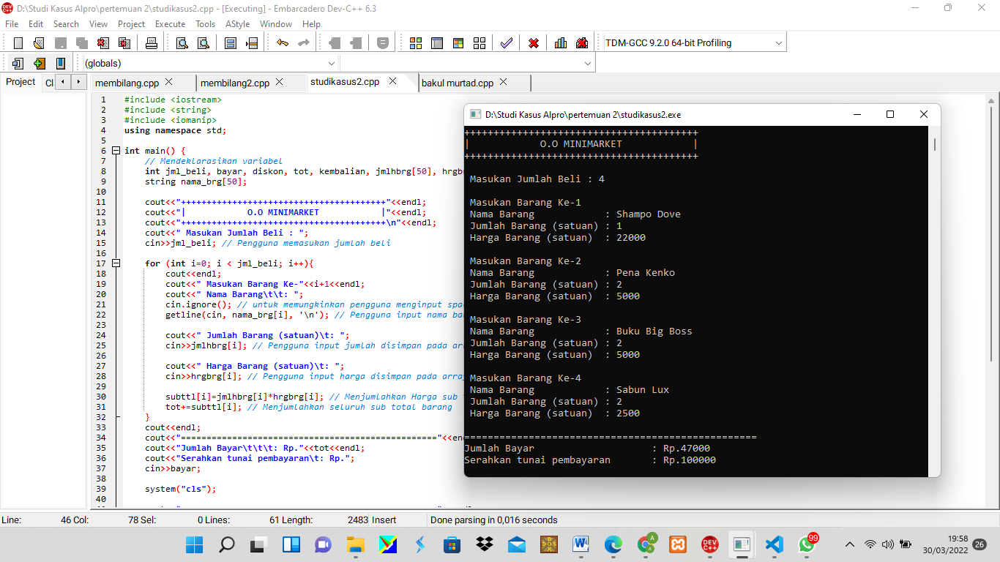 D:\Studi Kasus Alpro\pertemuan 2\studikasus2.cpp - [Executing] - Embarcadero Dev-C++ 6.3
File Edit Search View Project Execute Tools AStyle Window Help
TDM-GCC 9.2.0 64-bit Profiling
(globals)
Project Cl membilang.cpp membilang2.cpp studikasus2.cpp bakul murtad.cpp
1 #include <iostream>
2 #include <string>
3 #include <iomanip>
4 using namespace std;
5
6 int main() {
7 // Mendeklarasikan variabel
8 int jml_beli, bayar, diskon, tot, kembalian, jmlhbrg[50], hrgb
9 string nama_brg[50];
10
11 cout<<"++++++++++++++++++++++++++++++++++++++++"<<endl;
12 cout<<"|            O.O MINIMARKET            |"<<endl;
13 cout<<"++++++++++++++++++++++++++++++++++++++++\n"<<endl;
14 cout<<" Masukan Jumlah Beli : ";
15 cin>>jml_beli; // Pengguna memasukan jumlah beli
16
17 for (int i=0; i < jml_beli; i++){
18 cout<<endl;
19 cout<<" Masukan Barang Ke-"<<i+1<<endl;
20 cout<<" Nama Barang\t\t: ";
21 cin.ignore(); // untuk memungkinkan pengguna menginput spa
22 getline(cin, nama_brg[i], '\n'); // Pengguna input nama ba
23
24 cout<<" Jumlah Barang (satuan)\t: ";
25 cin>>jmlhbrg[i]; // Pengguna input jumlah disimpan pada ar
26
27 cout<<" Harga Barang (satuan)\t: ";
28 cin>>hrgbrg[i]; // Pengguna input harga disimpan pada array
29
30 subttl[i]=jmlhbrg[i]*hrgbrg[i]; // Menjumlahkan Harga sub
31 tot+=subttl[i]; // Menjumlahkan seluruh sub total barang
32 }
33 cout<<endl;
34 cout<<"=================================================="<<en
35 cout<<"Jumlah Bayar\t\t\t: Rp."<<tot<<endl;
36 cout<<"Serahkan tunai pembayaran\t: Rp.";
37 cin>>bayar;
38
39 system("cls");
40
D:\Studi Kasus Alpro\pertemuan 2\studikasus2.exe
++++++++++++++++++++++++++++++++++++++++
|            O.O MINIMARKET            |
++++++++++++++++++++++++++++++++++++++++
Masukan Jumlah Beli : 4
Masukan Barang Ke-1
Nama Barang : Shampo Dove
Jumlah Barang (satuan) : 1
Harga Barang (satuan) : 22000
Masukan Barang Ke-2
Nama Barang : Pena Kenko
Jumlah Barang (satuan) : 2
Harga Barang (satuan) : 5000
Masukan Barang Ke-3
Nama Barang : Buku Big Boss
Jumlah Barang (satuan) : 2
Harga Barang (satuan) : 5000
Masukan Barang Ke-4
Nama Barang : Sabun Lux
Jumlah Barang (satuan) : 2
Harga Barang (satuan) : 2500
==================================================
Jumlah Bayar : Rp.47000
Serahkan tunai pembayaran : Rp.100000
Line: 46 Col: 78 Sel: 0 Lines: 61 Length: 2483 Insert Done parsing in 0,016 seconds
99
19:58
30/03/2022 26